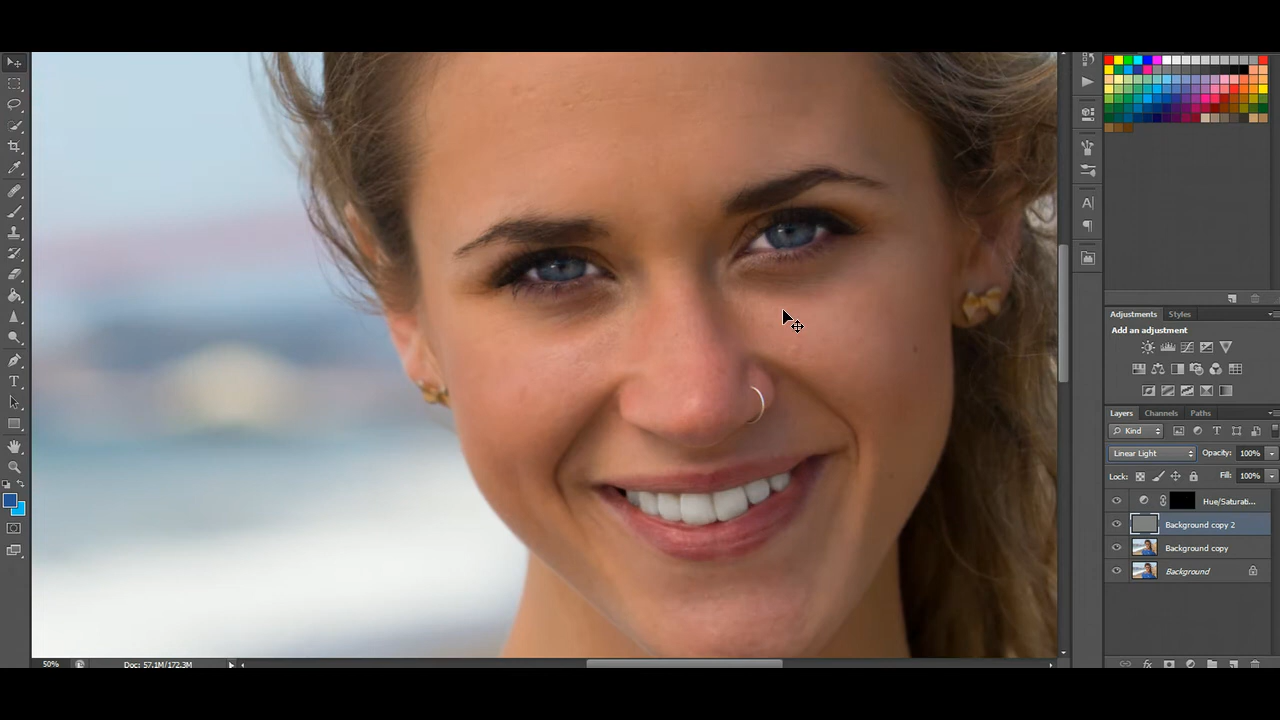 Adjustments Styles
Add an adjustment
Layers Channels Paths
Kind
Linear Light Opacity: 100%
Lock: Fill: 100%
Hue/Saturati...
Background copy 2
Background copy
Background
50% Doc: 57.1M/172.3M